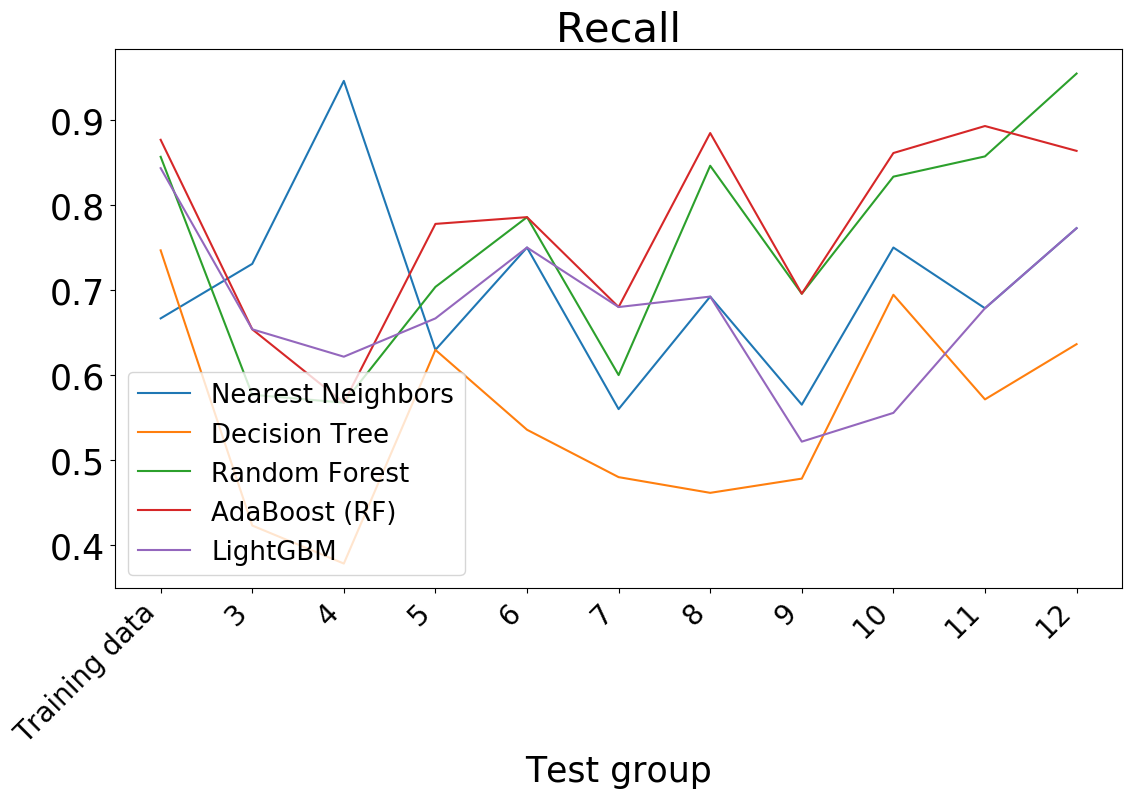 Recall
0.9
0.8
0.7
0.6
0.5
0.4
Nearest Neighbors
Decision Tree
Random Forest
AdaBoost (RF)
LightGBM
Training data
3
4
5
6
7
8
9
10
11
12
Test group